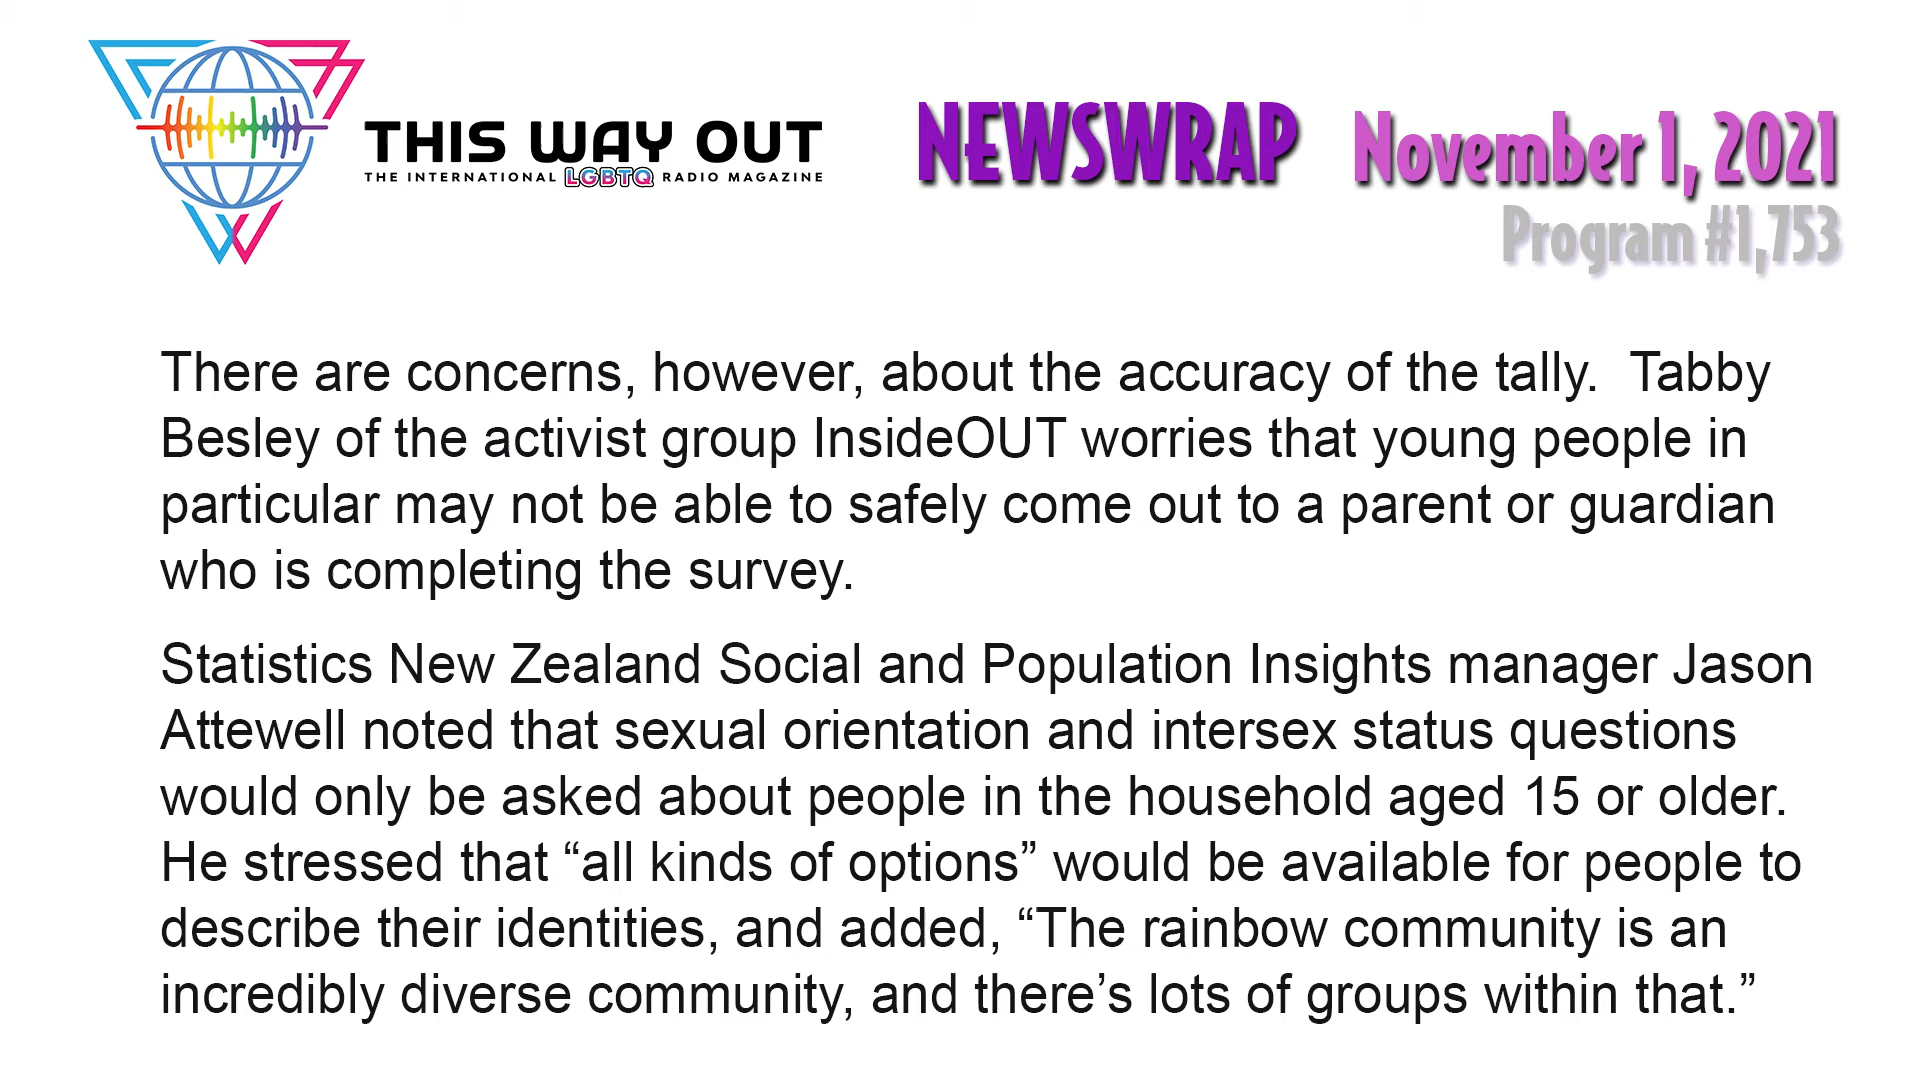 THIS WAY OUT
THE INTERNATIONAL LGBTQ RADIO MAGAZINE
NEWSWRAP
November 1, 2021
Program #1,753
There are concerns, however, about the accuracy of the tally.  Tabby
Besley of the activist group InsideOUT worries that young people in
particular may not be able to safely come out to a parent or guardian
who is completing the survey.
Statistics New Zealand Social and Population Insights manager Jason
Attewell noted that sexual orientation and intersex status questions
would only be asked about people in the household aged 15 or older.
He stressed that “all kinds of options” would be available for people to
describe their identities, and added, “The rainbow community is an
incredibly diverse community, and there’s lots of groups within that.”